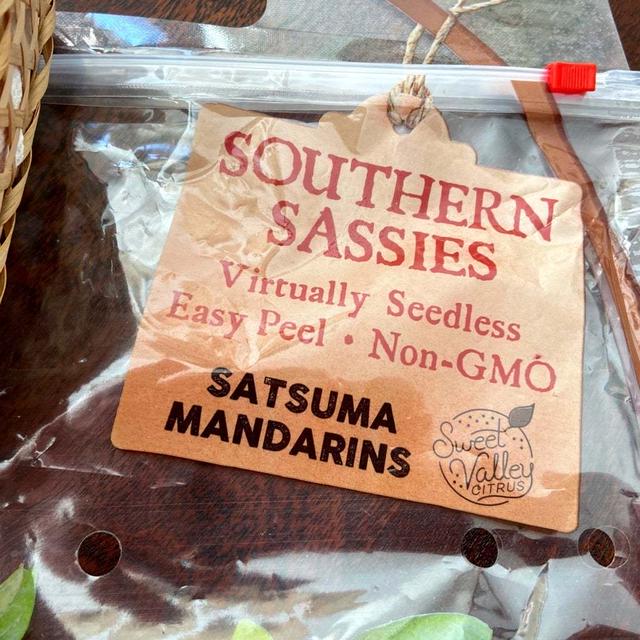 SOUTHERN
SASSIES
Virtually Seedless
Easy Peel • Non-GMO
SATSUMA
MANDARINS
Sweet
Valley
CITRUS